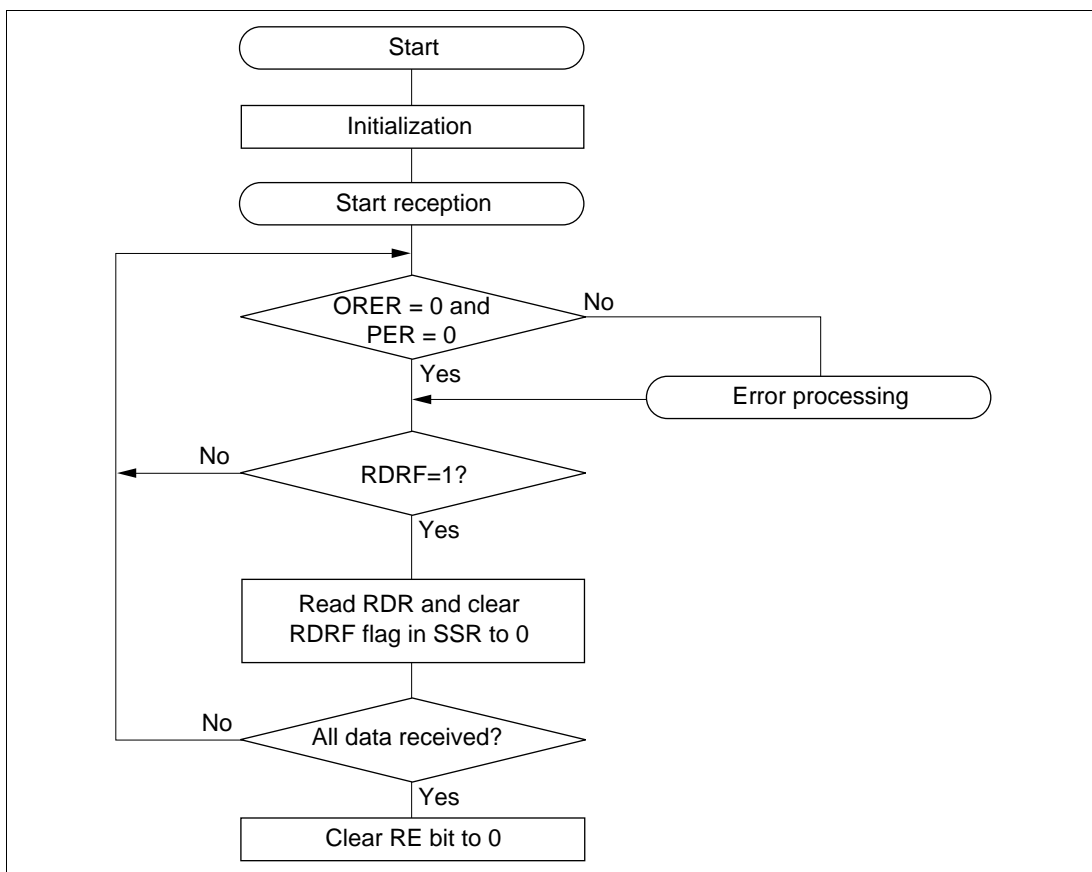 Start
Initialization
Start reception
ORER = 0 and
PER = 0
No
Yes
Error processing
No
RDRF=1?
Yes
Read RDR and clear
RDRF flag in SSR to 0
No
All data received?
Yes
Clear RE bit to 0